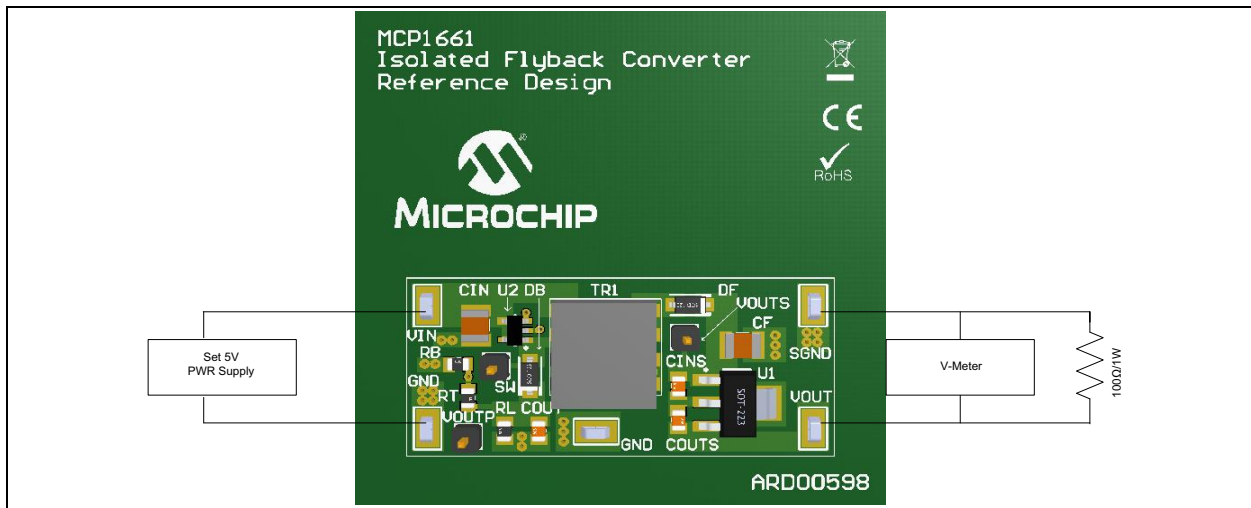 MCP1661
Isolated Flyback Converter
Reference Design
CE
RoHS
MICROCHIP
®
CIN U2 DB TR1 DF
VOUTS
VIN
CF
RB
CINS
SGND
GND
SW
U1
RT
SOT-223
VOUT
VOUTP
RL COUT
GND
COUTS
ARD00598
Set 5V
PWR Supply
V-Meter
100Ω/1W